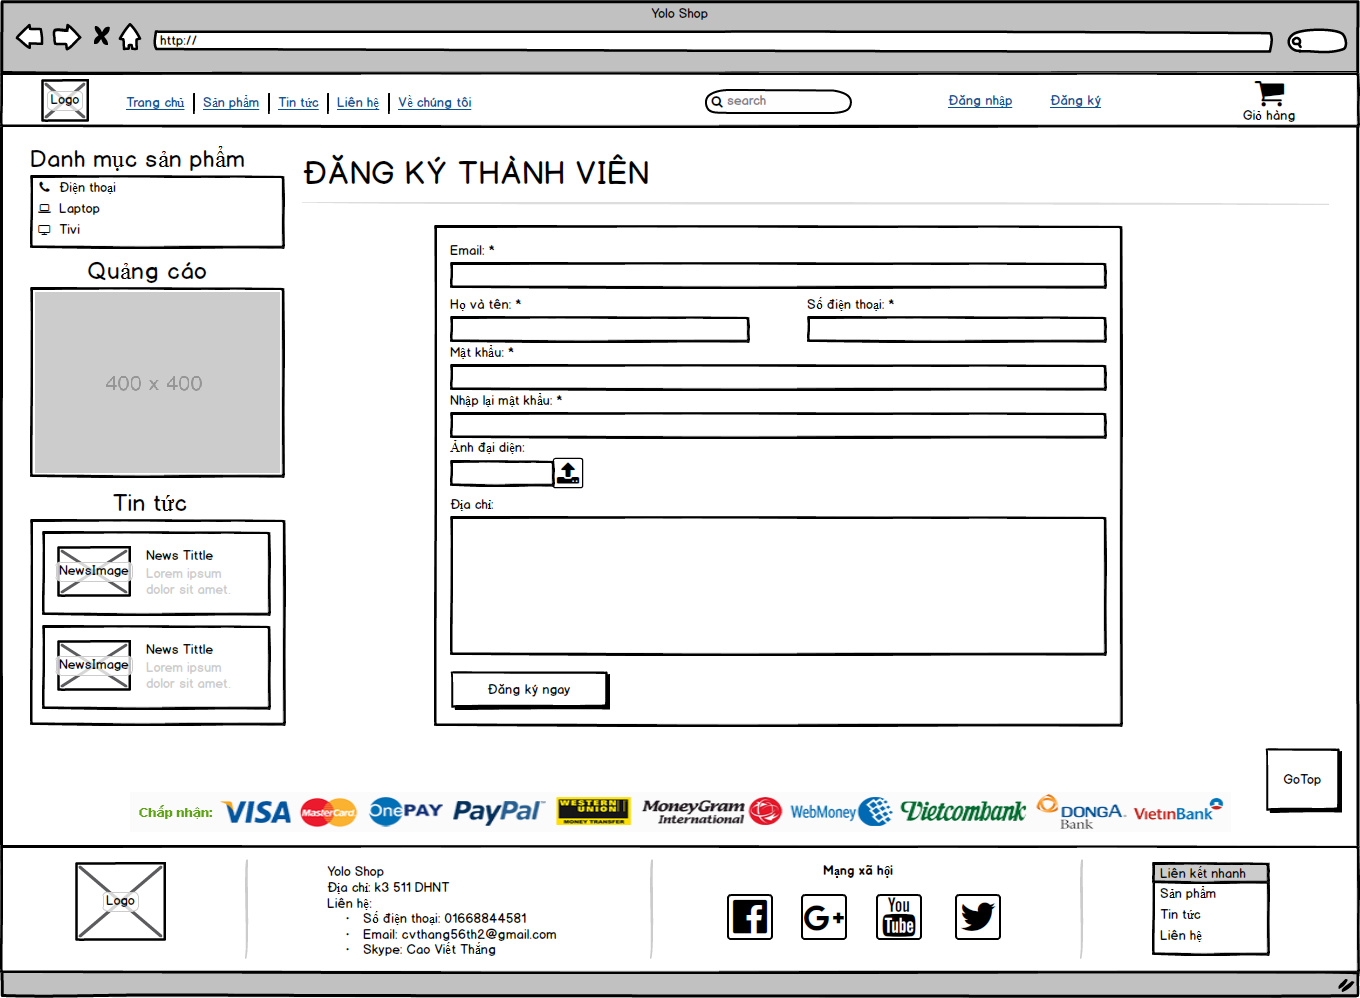 Yolo Shop
http://
Logo
Trang chủ
Sản phẩm
Tin tức
Liên hệ
Về chúng tôi
search
Đăng nhập
Đăng ký
Giỏ hàng
Danh mục sản phẩm
Điện thoại
Laptop
Tivi
Quảng cáo
400 x 400
Tin tức
NewsImage
News Tittle
Lorem ipsum
dolor sit amet.
NewsImage
News Tittle
Lorem ipsum
dolor sit amet.
ĐĂNG KÝ THÀNH VIÊN
Email: *
Họ và tên: *
Số điện thoại: *
Mật khẩu: *
Nhập lại mật khẩu: *
Ảnh đại diện:
Địa chỉ:
Đăng ký ngay
GoTop
Chấp nhận:
VISA
MasterCard
OnePAY
PayPal
WESTERN
UNION
MONEY TRANSFER
MoneyGram
International
WebMoney
Vietcombank
DONGA
Bank
VietinBank
Logo
Yolo Shop
Địa chỉ: k3 511 DHNT
Liên hệ:
· Số điện thoại: 01668844581
· Email: cvthang56th2@gmail.com
· Skype: Cao Viết Thắng
Mạng xã hội
G+
You
Tube
Liên kết nhanh
Sản phẩm
Tin tức
Liên hệ